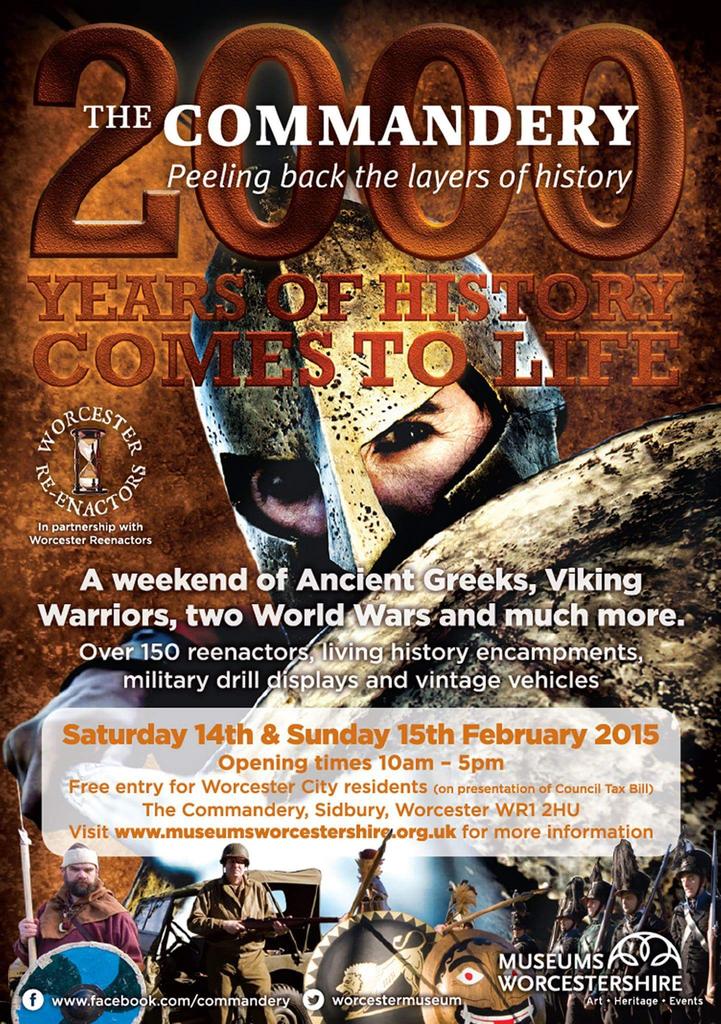 2000
THE COMMANDERY
Peeling back the layers of history
YEARS OF HISTORY
COMES TO LIFE
WORCESTER
RE-ENACTORS
In partnership with
Worcester Reenactors
A weekend of Ancient Greeks, Viking
Warriors, two World Wars and much more.
Over 150 reenactors, living history encampments,
military drill displays and vintage vehicles
Saturday 14th & Sunday 15th February 2015
Opening times 10am – 5pm
Free entry for Worcester City residents (on presentation of Council Tax Bill)
The Commandery, Sidbury, Worcester WR1 2HU
Visit www.museumsworcestershire.org.uk for more information
MUSEUMS
WORCESTERSHIRE
Art • Heritage • Events
f www.facebook.com/commandery worcestermuseum